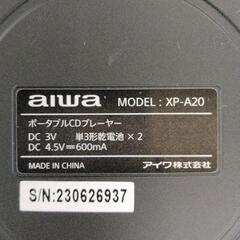 aiwa MODEL : XP-A20
ポータブルCDプレーヤー
DC 3V 単3形乾電池×2
DC 4.5V⎓600mA
MADE IN CHINA アイワ株式会社
S/N:230626937